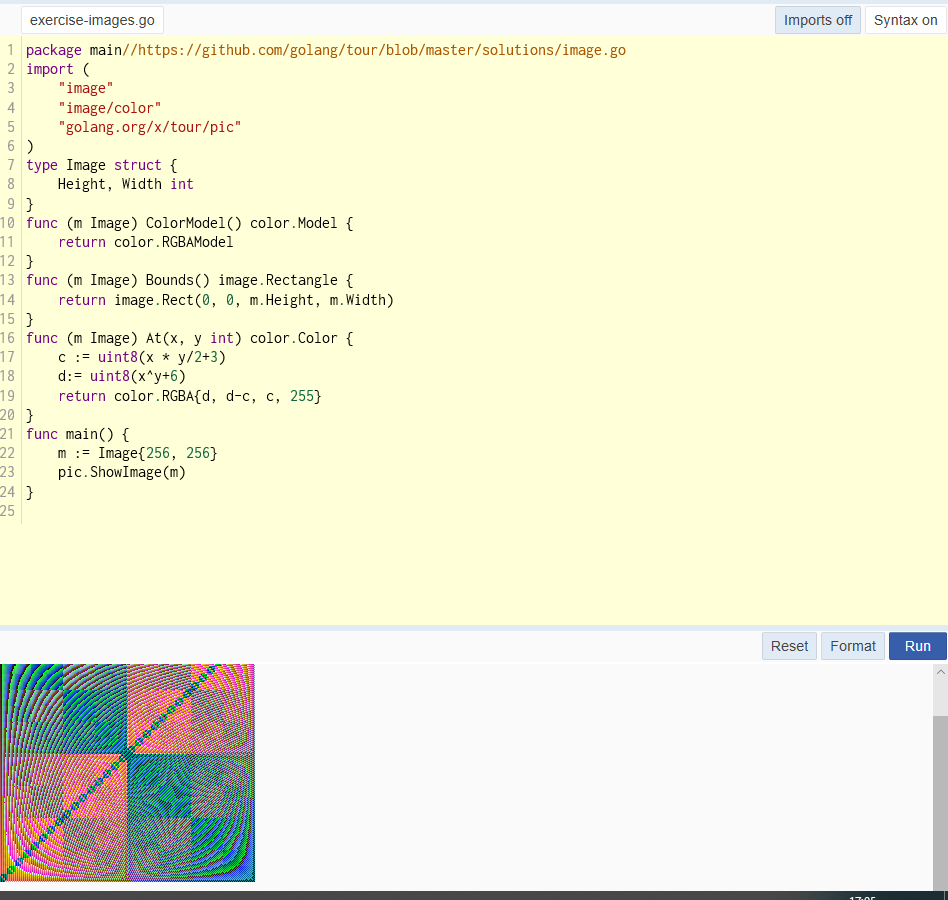 exercise-images.go
Imports off
Syntax on
1 package main//https://github.com/golang/tour/blob/master/solutions/image.go
2 import (
3 "image"
4 "image/color"
5 "golang.org/x/tour/pic"
6 )
7 type Image struct {
8 Height, Width int
9 }
10 func (m Image) ColorModel() color.Model {
11 return color.RGBAModel
12 }
13 func (m Image) Bounds() image.Rectangle {
14 return image.Rect(0, 0, m.Height, m.Width)
15 }
16 func (m Image) At(x, y int) color.Color {
17 c := uint8(x * y/2+3)
18 d:= uint8(x^y+6)
19 return color.RGBA{d, d-c, c, 255}
20 }
21 func main() {
22 m := Image{256, 256}
23 pic.ShowImage(m)
24 }
25
Reset
Format
Run